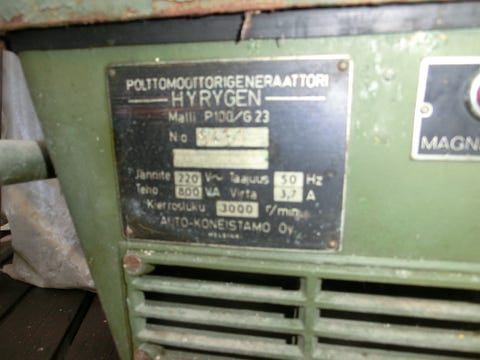 POLTTOMOOTTORIGENERAATTORI
HYRYGEN
Malli P100/G 23
N:o
Jännite 220 V~ Taajuus 50 Hz
Teho 800 VA Virta 3,7 A
Kierrosluku 3000 r/min
AUTO-KONEISTAMO Oy
HELSINKI
MAGN